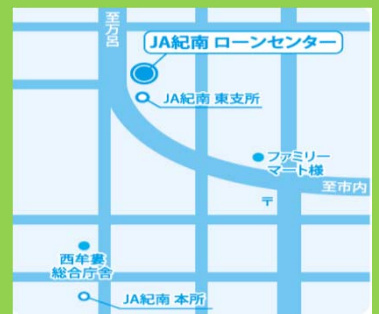 至万呂
JA紀南 ローンセンター
JA紀南 東支所
ファミリー
マート様
至市内
〒
西牟婁
総合庁舎
JA紀南 本所